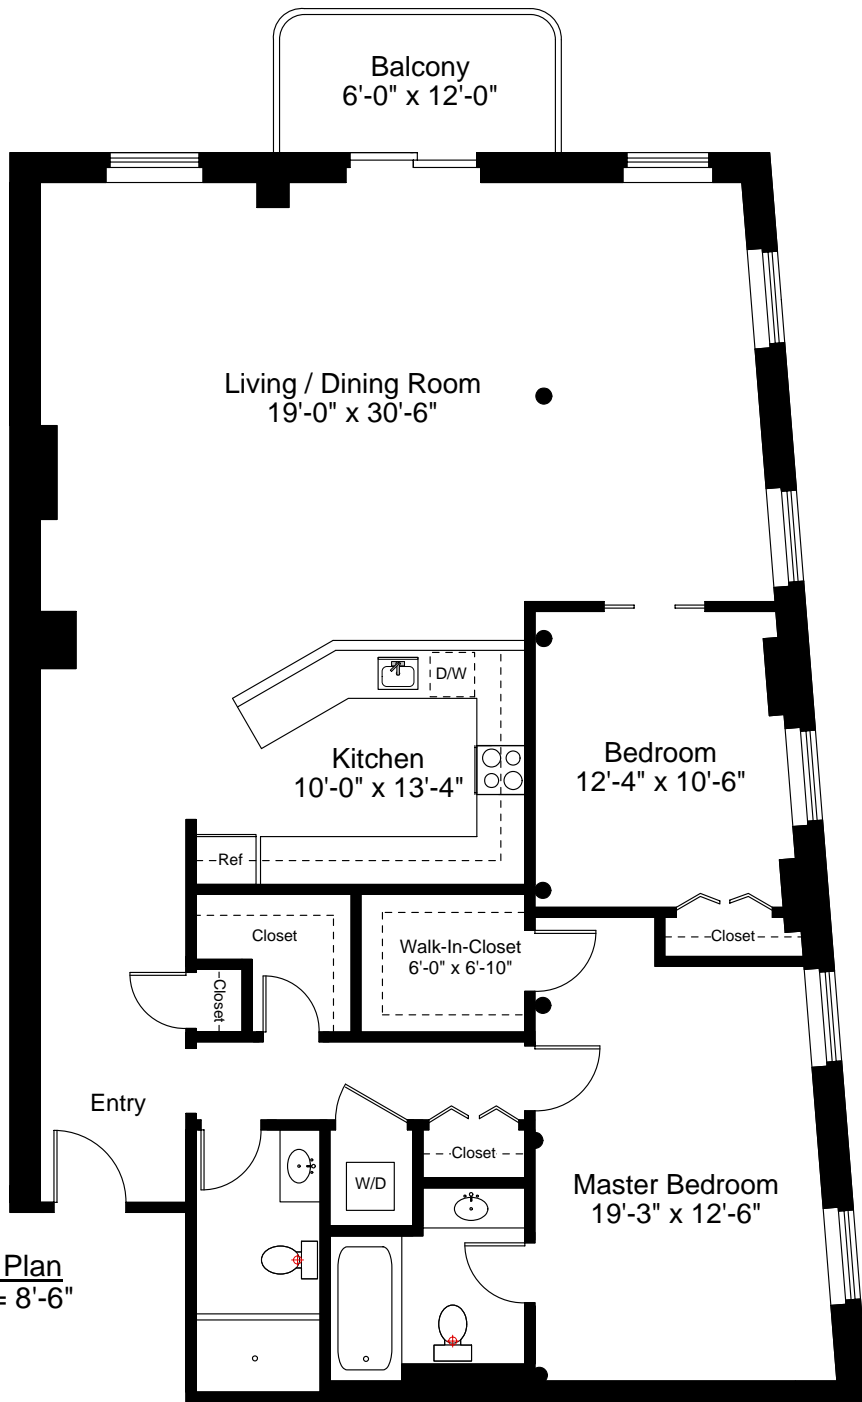 Balcony
6'-0" x 12'-0"
Living / Dining Room
19'-0" x 30'-6"
D/W
Kitchen
10'-0" x 13'-4"
Bedroom
12'-4" x 10'-6"
Ref
Closet
Walk-In-Closet
6'-0" x 6'-10"
Closet
Closet
Entry
Closet
W/D
Master Bedroom
19'-3" x 12'-6"
Plan
= 8'-6"